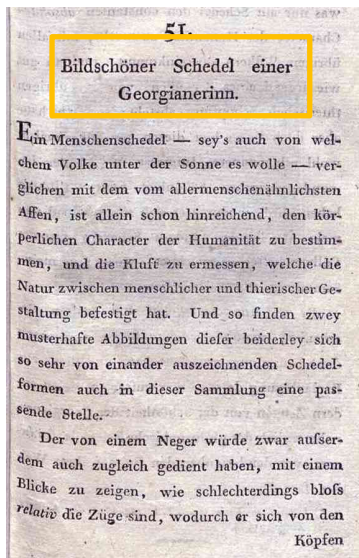 51.
Bildschöner Schedel einer
Georgianerinn.
Ein Menschenschedel — sey's auch von wel-
chem Volke unter der Sonne es wolle — ver-
glichen mit dem vom allermenschenähnlichsten
Affen, ist allein schon hinreichend, den kör-
perlichen Character der Humanität zu bestim-
men, und die Kluft zu ermessen, welche die
Natur zwischen menschlicher und thierischer Ge-
staltung befestigt hat. Und so finden zwey
musterhafte Abbildungen dieser beiderley sich
so sehr von einander auszeichnenden Schedel-
formen auch in dieser Sammlung eine pas-
sende Stelle.
Der von einem Neger würde zwar ausser-
dem auch zugleich gedient haben, mit einem
Blicke zu zeigen, wie schlechterdings bloſs
relativ die Züge sind, wodurch er sich von den
Köpfen